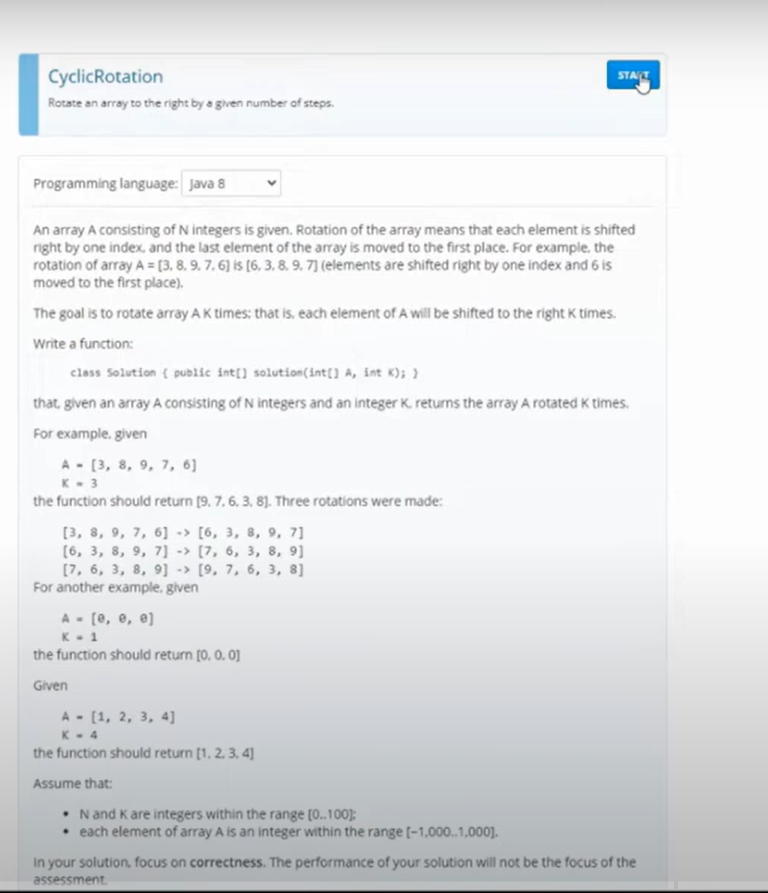 CyclicRotation
START
Rotate an array to the right by a given number of steps.
Programming language: Java 8
An array A consisting of N integers is given. Rotation of the array means that each element is shifted
right by one index, and the last element of the array is moved to the first place. For example, the
rotation of array A = [3, 8, 9, 7, 6] is [6, 3, 8, 9, 7] (elements are shifted right by one index and 6 is
moved to the first place).
The goal is to rotate array A K times; that is, each element of A will be shifted to the right K times.
Write a function:
class Solution { public int[] solution(int[] A, int K); }
that, given an array A consisting of N integers and an integer K, returns the array A rotated K times.
For example, given
A = [3, 8, 9, 7, 6]
K = 3
the function should return [9, 7, 6, 3, 8]. Three rotations were made:
[3, 8, 9, 7, 6] -> [6, 3, 8, 9, 7]
[6, 3, 8, 9, 7] -> [7, 6, 3, 8, 9]
[7, 6, 3, 8, 9] -> [9, 7, 6, 3, 8]
For another example, given
A = [0, 0, 0]
K = 1
the function should return [0, 0, 0]
Given
A = [1, 2, 3, 4]
K = 4
the function should return [1, 2, 3, 4]
Assume that:
• N and K are integers within the range [0..100];
• each element of array A is an integer within the range [−1,000..1,000].
In your solution, focus on correctness. The performance of your solution will not be the focus of the
assessment.